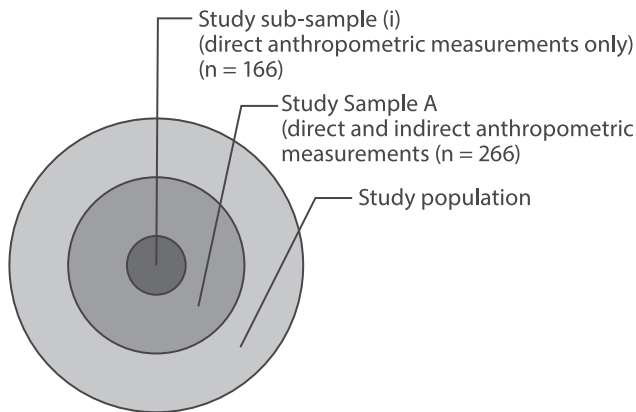 Study sub-sample (i)
(direct anthropometric measurements only)
(n = 166)
Study Sample A
(direct and indirect anthropometric
measurements (n = 266)
Study population